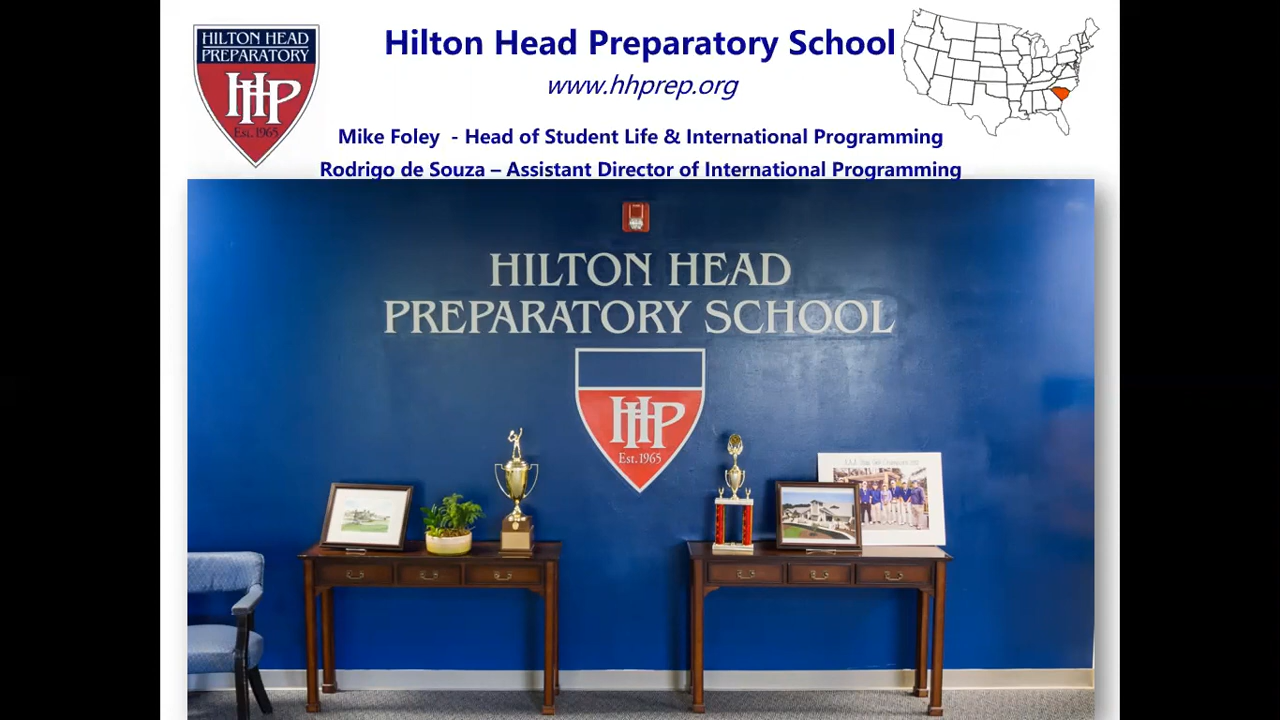 HILTON HEAD
PREPARATORY
HHP
Est. 1965
Hilton Head Preparatory School
www.hhprep.org
Mike Foley - Head of Student Life & International Programming
Rodrigo de Souza – Assistant Director of International Programming
HILTON HEAD
PREPARATORY SCHOOL
HHP
Est. 1965